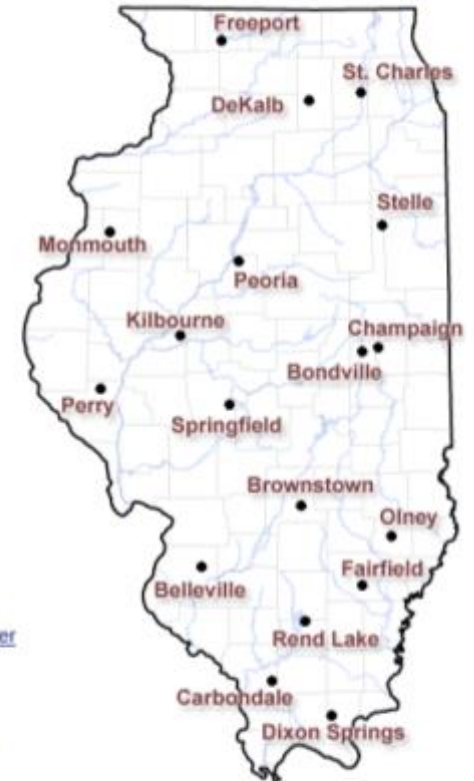 Freeport
St. Charles
DeKalb
Stelle
Monmouth
Peoria
Kilbourne
Champaign
Bondville
Perry
Springfield
Brownstown
Olney
Fairfield
Belleville
er
Rend Lake
Carbondale
Dixon Springs